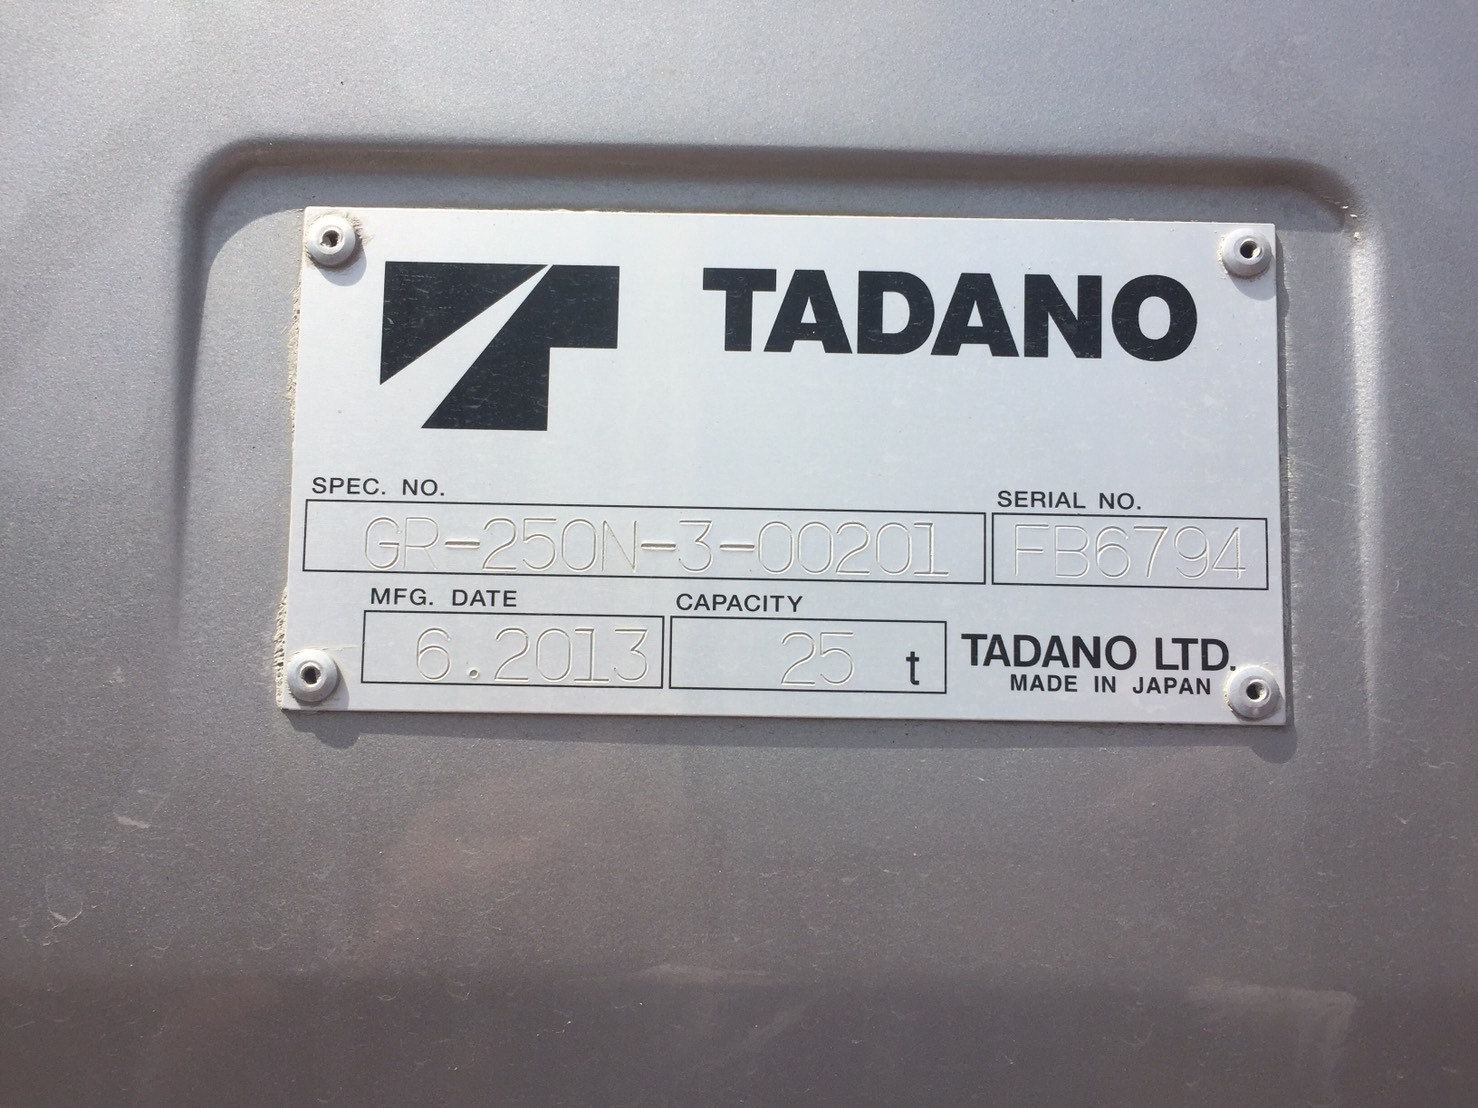 TADANO
SPEC. NO.
SERIAL NO.
GR-250N-3-00201
FB6794
MFG. DATE
CAPACITY
6.2013
25 t
TADANO LTD.
MADE IN JAPAN